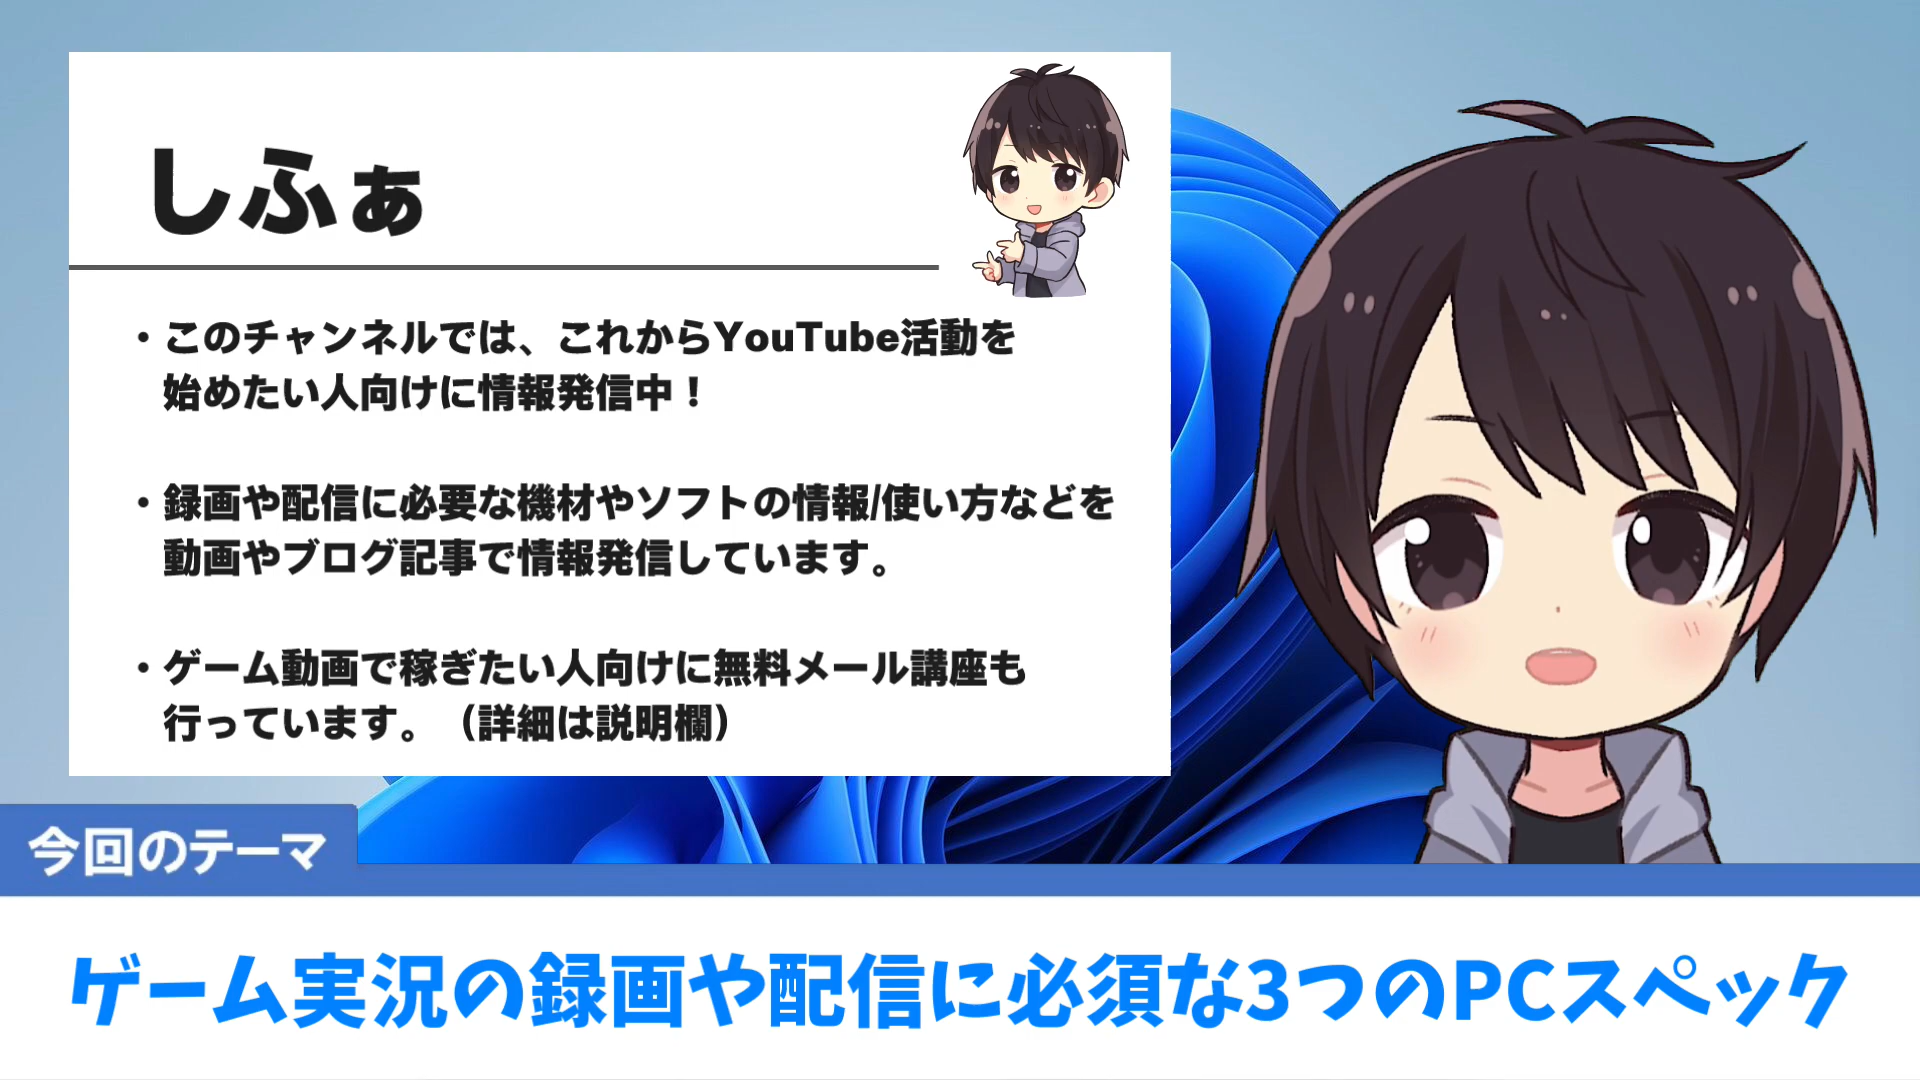 しふぁ
・このチャンネルでは、これからYouTube活動を
始めたい人向けに情報発信中！
・録画や配信に必要な機材やソフトの情報/使い方などを
動画やブログ記事で情報発信しています。
・ゲーム動画で稼ぎたい人向けに無料メール講座も
行っています。（詳細は説明欄）
今回のテーマ
ゲーム実況の録画や配信に必須な3つのPCスペック